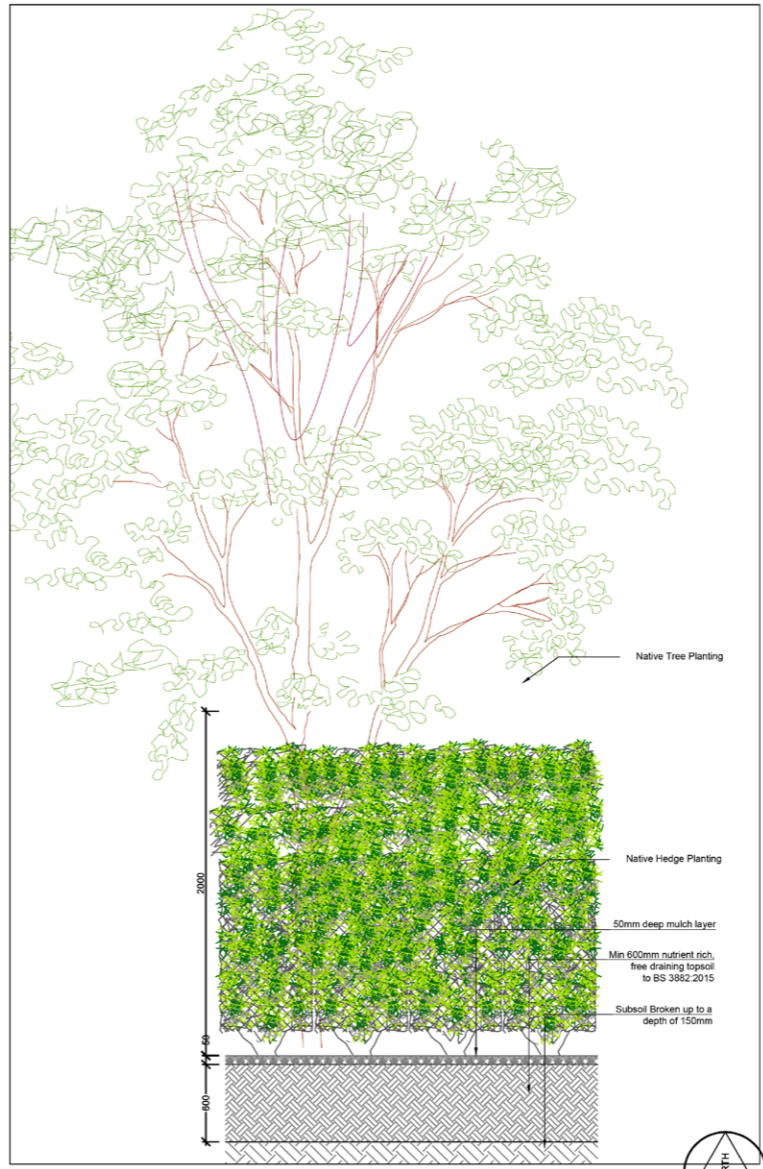 Native Tree Planting
2000
Native Hedge Planting
50mm deep mulch layer
Min 600mm nutrient rich,
free draining topsoil
to BS 3882:2015
Subsoil Broken up to a
depth of 150mm
50
600